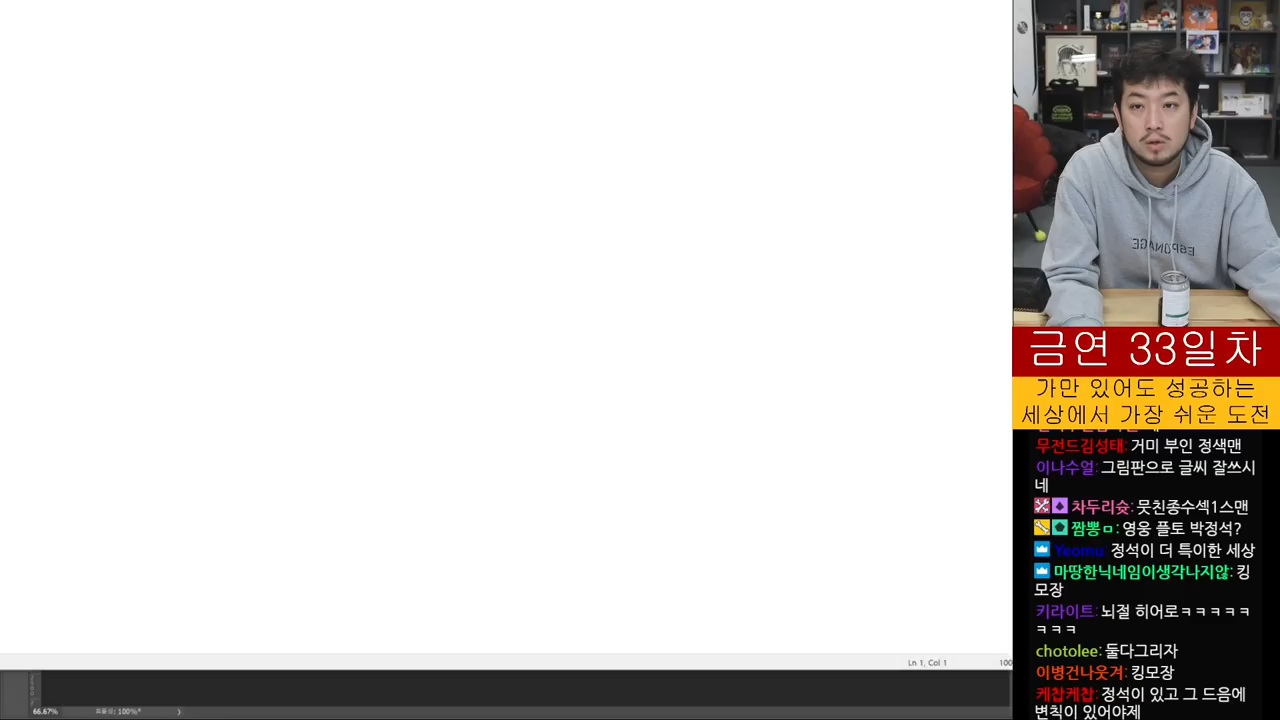 Ln 1, Col 1
100
66.67%
ESPIONAGE
금연 33일차
가만 있어도 성공하는
세상에서 가장 쉬운 도전
무전드김성태: 거미 부인 정색맨
이나수얼: 그림판으로 글씨 잘쓰시
네
차두리슛: 뭇친종수섹1스맨
짬뽕ㅁ: 영웅 플토 박정석?
Yeomu: 정석이 더 특이한 세상
마땅한닉네임이생각나지않: 킹
모장
키라이트: 뇌절 히어로ㅋㅋㅋㅋㅋ
ㅋㅋㅋ
chotolee: 둘다그리자
이병건나웃겨: 킹모장
케찹케찹: 정석이 있고 그 드음에
변칙이 있어야제